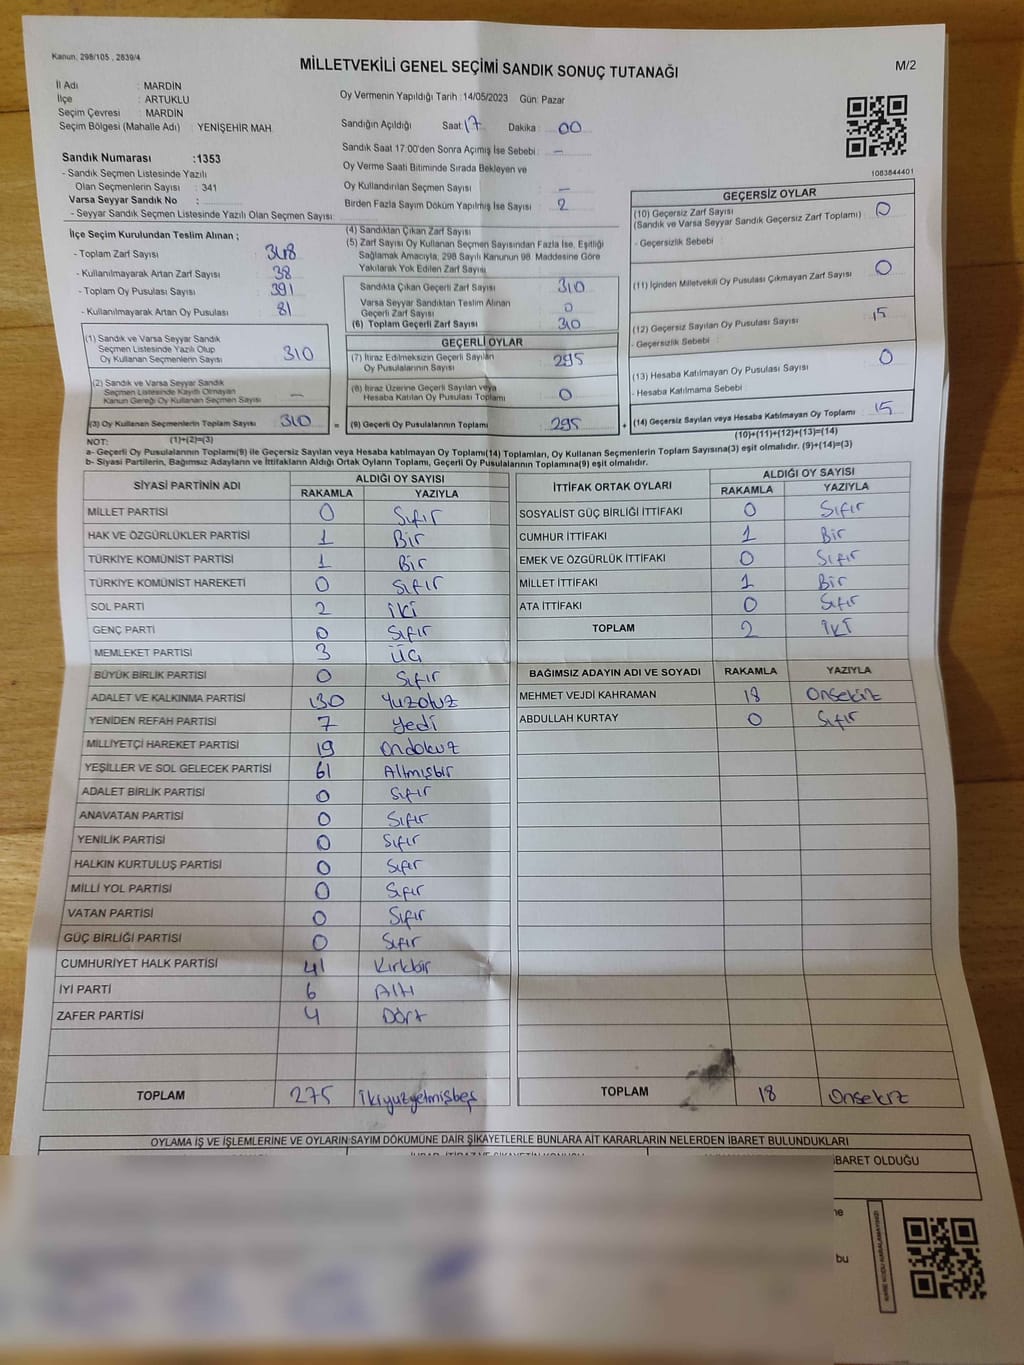 Kanun: 298/105 , 2839/4
MİLLETVEKİLİ GENEL SEÇİMİ SANDIK SONUÇ TUTANAĞI
M/2
İl Adı : MARDİN
İlçe : ARTUKLU
Seçim Çevresi : MARDİN
Seçim Bölgesi (Mahalle Adı) : YENİŞEHİR MAH.
Oy Vermenin Yapıldığı Tarih :14/05/2023 Gün: Pazar
Sandığın Açıldığı Saat 17 Dakika : 00
Sandık Saat 17:00'den Sonra Açımış İse Sebebi : –
Oy Verme Saati Bitiminde Sırada Bekleyen ve
Oy Kullandırılan Seçmen Sayısı : –
Birden Fazla Sayım Döküm Yapılmış İse Sayısı : 2
1083844401
Sandık Numarası :1353
- Sandık Seçmen Listesinde Yazılı
Olan Seçmenlerin Sayısı : 341
Varsa Seyyar Sandık No :
- Seyyar Sandık Seçmen Listesinde Yazılı Olan Seçmen Sayısı:
İlçe Seçim Kurulundan Teslim Alınan ;
- Toplam Zarf Sayısı : 348
- Kullanılmayarak Artan Zarf Sayısı : 38
- Toplam Oy Pusulası Sayısı : 391
- Kullanılmayarak Artan Oy Pusulası : 81
(1) Sandık ve Varsa Seyyar Sandık
Seçmen Listesinde Yazılı Olup
Oy Kullanan Seçmenlerin Sayısı 310
(2) Sandık ve Varsa Seyyar Sandık
Seçmen Listesinde Kayıtlı Olmayan
Kanun Gereği Oy Kullanan Seçmen Sayısı –
(3) Oy Kullanan Seçmenlerin Toplam Sayısı 310
(4) Sandıktan Çıkan Zarf Sayısı
(5) Zarf Sayısı Oy Kullanan Seçmen Sayısından Fazla İse, Eşitliği
Sağlamak Amacıyla, 298 Sayılı Kanunun 98. Maddesine Göre
Yakılarak Yok Edilen Zarf Sayısı
Sandıkta Çıkan Geçerli Zarf Sayısı 310
Varsa Seyyar Sandıktan Teslim Alınan
Geçerli Zarf Sayısı 0
(6) Toplam Geçerli Zarf Sayısı 310
GEÇERLİ OYLAR
(7) İtiraz Edilmeksizin Geçerli Sayılan
Oy Pusulalarının Sayısı 295
(8) İtiraz Üzerine Geçerli Sayılan veya
Hesaba Katılan Oy Pusulası Toplamı 0
= (9) Geçerli Oy Pusulalarının Toplamı 295 +
GEÇERSİZ OYLAR
(10) Geçersiz Zarf Sayısı
(Sandık ve Varsa Seyyar Sandık Geçersiz Zarf Toplamı) : 0
- Geçersizlik Sebebi :
(11) İçinden Milletvekili Oy Pusulası Çıkmayan Zarf Sayısı : 0
(12) Geçersiz Sayılan Oy Pusulası Sayısı 15
- Geçersizlik Sebebi :
(13) Hesaba Katılmayan Oy Pusulası Sayısı : 0
- Hesaba Katılmama Sebebi :
(14) Geçersiz Sayılan veya Hesaba Katılmayan Oy Toplamı 15
NOT: (1)+(2)=(3)
(10)+(11)+(12)+(13)=(14)
a- Geçerli Oy Pusulalarının Toplamı(9) ile Geçersiz Sayılan veya Hesaba Katılmayan Oy Toplamı(14) Toplamları, Oy Kullanan Seçmenlerin Toplam Sayısına(3) eşit olmalıdır. (9)+(14)=(3)
b- Siyasi Partilerin, Bağımsız Adayların ve İttifakların Aldığı Ortak Oyların Toplamı, Geçerli Oy Pusulalarının Toplamına(9) eşit olmalıdır.
SİYASİ PARTİNİN ADI ALDIĞI OY SAYISI
RAKAMLA YAZIYLA
MİLLET PARTİSI 0 Sıfır
HAK VE ÖZGÜRLÜKLER PARTİSİ 1 Bir
TÜRKİYE KOMÜNİST PARTİSİ 1 Bir
TÜRKİYE KOMÜNİST HAREKETİ 0 Sıfır
SOL PARTİ 2 iki
GENÇ PARTİ 0 Sıfır
MEMLEKET PARTİSİ 3 üç
BÜYÜK BİRLİK PARTİSİ 0 Sıfır
ADALET VE KALKINMA PARTİSİ 130 Yüzotuz
YENİDEN REFAH PARTİSİ 7 yedi
MİLLİYETÇİ HAREKET PARTİSİ 19 Ondokuz
YEŞİLLER VE SOL GELECEK PARTİSİ 61 Altmışbir
ADALET BİRLİK PARTİSİ 0 Sıfır
ANAVATAN PARTİSİ 0 Sıfır
YENİLİK PARTİSİ 0 Sıfır
HALKIN KURTULUŞ PARTİSİ 0 Sıfır
MİLLİ YOL PARTİSİ 0 Sıfır
VATAN PARTİSİ 0 Sıfır
GÜÇ BİRLİĞİ PARTİSİ 0 Sıfır
CUMHURİYET HALK PARTİSİ 41 Kırkbir
İYİ PARTİ 6 Altı
ZAFER PARTİSİ 4 Dört
TOPLAM 275 ikiyüzyetmişbeş
İTTİFAK ORTAK OYLARI ALDIĞI OY SAYISI
RAKAMLA YAZIYLA
SOSYALİST GÜÇ BİRLİĞİ İTTİFAKI 0 Sıfır
CUMHUR İTTİFAKI 1 Bir
EMEK VE ÖZGÜRLÜK İTTİFAKI 0 Sıfır
MİLLET İTTİFAKI 1 Bir
ATA İTTİFAKI 0 Sıfır
TOPLAM 2 İKİ
BAĞIMSIZ ADAYIN ADI VE SOYADI RAKAMLA YAZIYLA
MEHMET VEJDİ KAHRAMAN 18 Onsekiz
ABDULLAH KURTAY 0 Sıfır
TOPLAM 18 Onsekiz
OYLAMA İŞ VE İŞLEMLERİNE VE OYLARIN SAYIM DÖKÜMÜNE DAİR ŞİKAYETLERLE BUNLARA AİT KARARLARIN NELERDEN İBARET BULUNDUKLARI
İBARET OLDUĞU
bu
KARE KODU KARALAMAYINIZ!